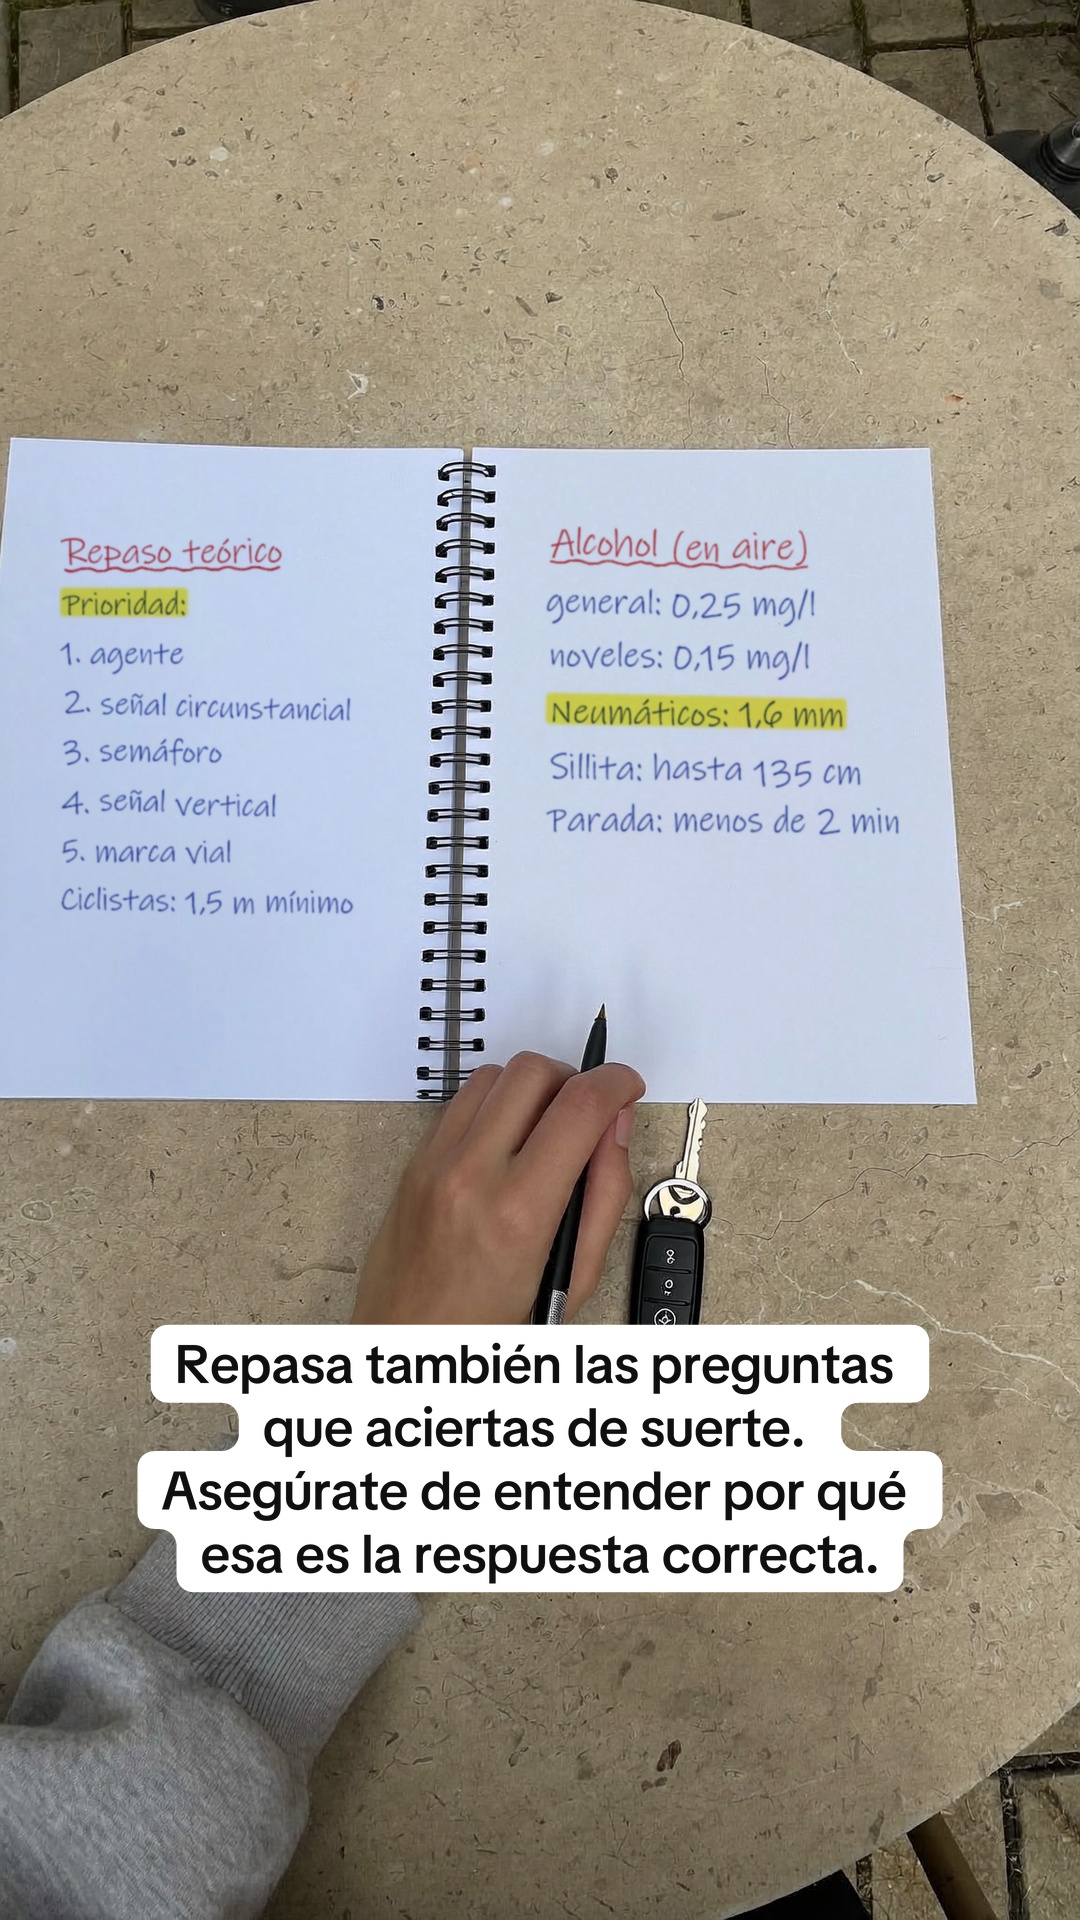 Repaso teórico
Prioridad:
1. agente
2. señal circunstancial
3. semáforo
4. señal vertical
5. marca vial
Ciclistas: 1,5 m mínimo
Alcohol (en aire)
general: 0,25 mg/l
noveles: 0,15 mg/l
Neumáticos: 1,6 mm
Sillita: hasta 135 cm
Parada: menos de 2 min
Repasa también las preguntas
que aciertas de suerte.
Asegúrate de entender por qué
esa es la respuesta correcta.